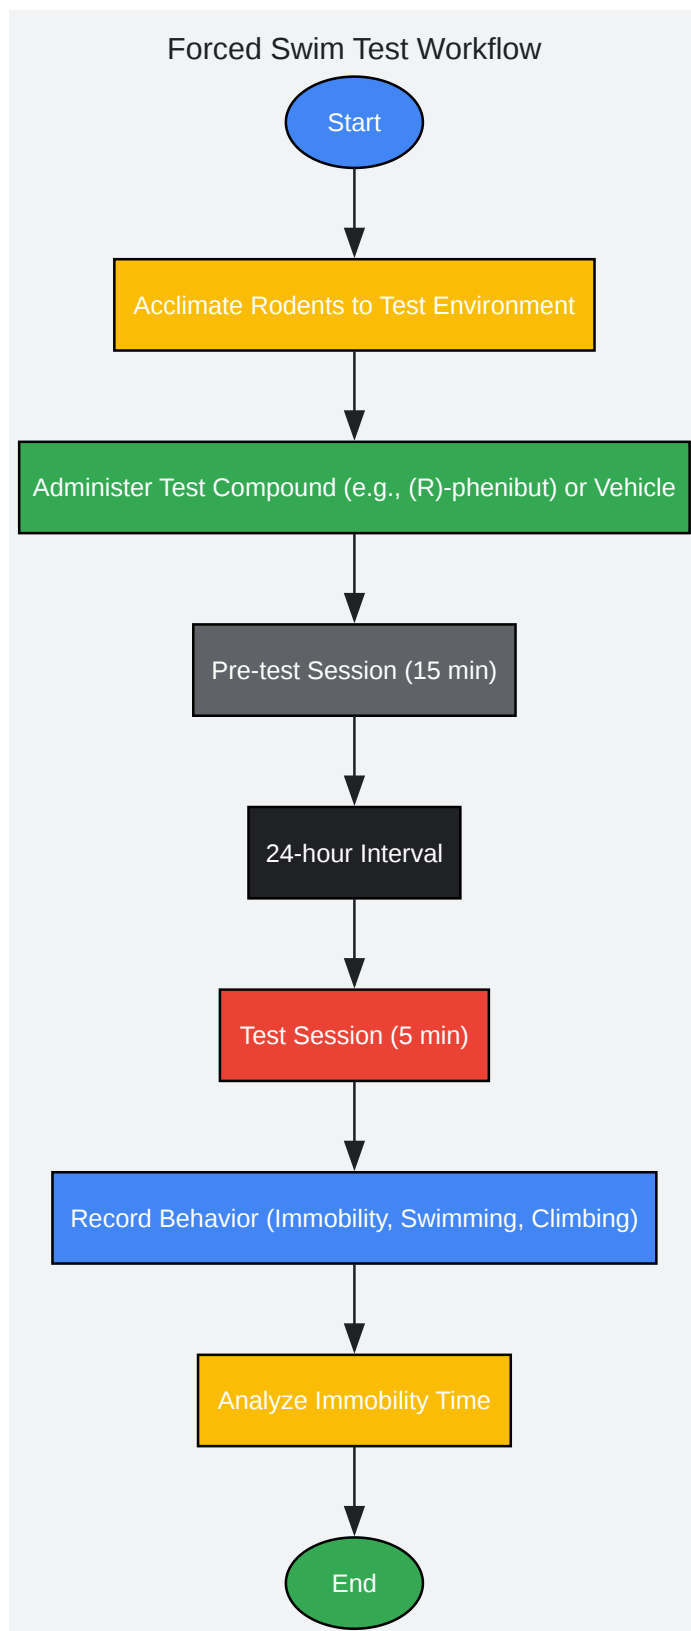 Forced Swim Test Workflow
Start
Acclimate Rodents to Test Environment
Administer Test Compound (e.g., (R)-phenibut) or Vehicle
Pre-test Session (15 min)
24-hour Interval
Test Session (5 min)
Record Behavior (Immobility, Swimming, Climbing)
Analyze Immobility Time
End